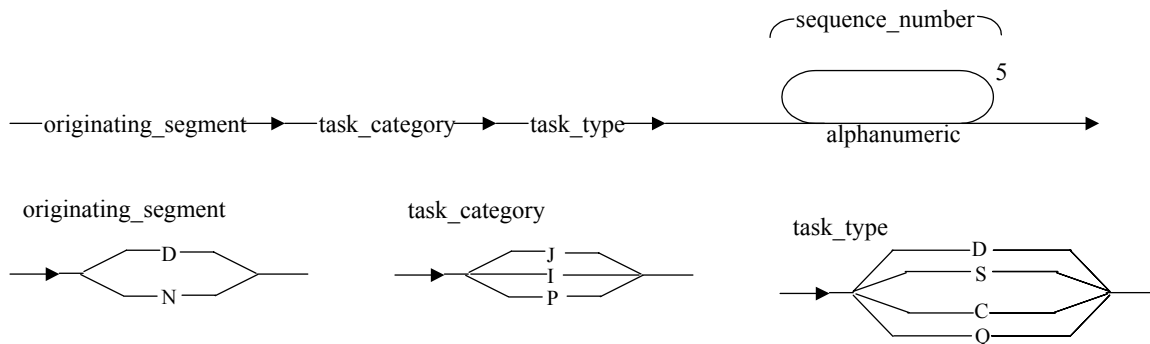 sequence_number
5
originating_segment task_category task_type
alphanumeric
originating_segment
D
N
task_category
J
I
P
task_type
D
S
C
Q